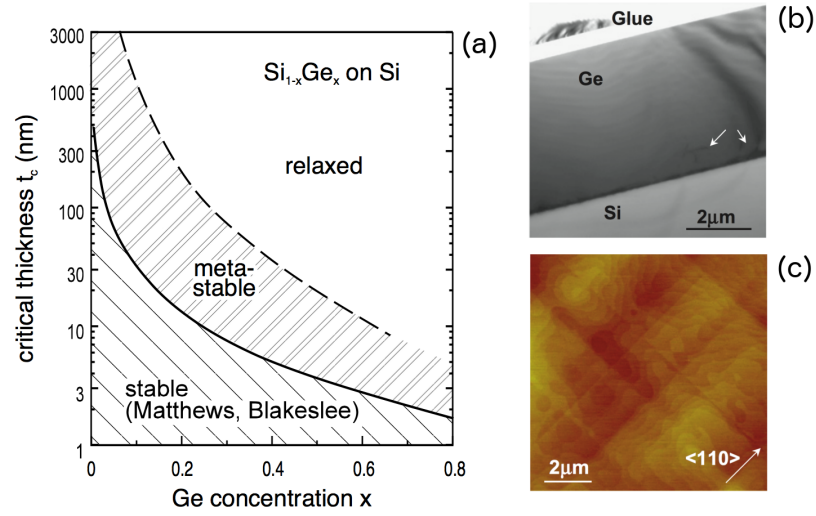 (a)
3000
1000
300
100
30
10
3
1
critical thickness t_c (nm)
Si₁₋ₓGeₓ on Si
relaxed
meta-
stable
stable
(Matthews, Blakeslee)
0
0.2
0.4
0.6
0.8
Ge concentration x
(b)
Glue
Ge
Si
2μm
(c)
<110>
2μm